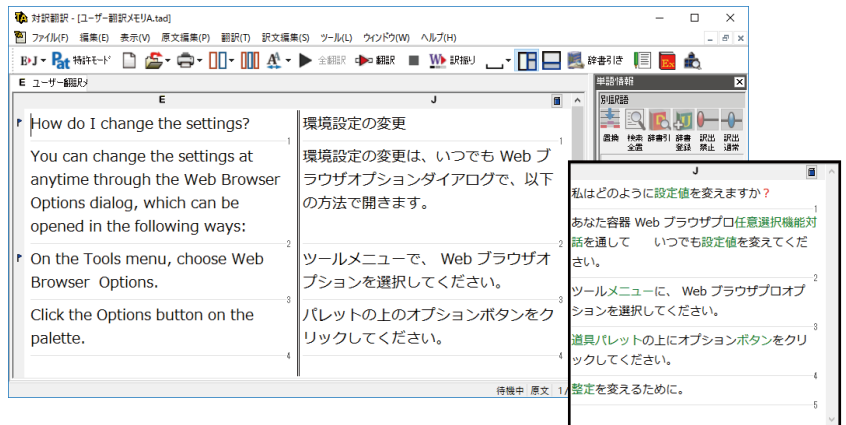 対訳翻訳 - [ユーザー翻訳メモリA.tad]
ファイル(F) 編集(E) 表示(V) 原文編集(P) 翻訳(T) 訳文編集(S) ツール(L) ウィンドウ(W) ヘルプ(H)
E›J Pat 特許モード 全翻訳 翻訳 W 訳振り 辞書引き Ex
E ユーザー翻訳メ
単語情報
別訳語
置換 検索全置 辞書引 辞書登録 訳出禁止 訳出通常
E J
How do I change the settings?
1
環境設定の変更
1
You can change the settings at
anytime through the Web Browser
Options dialog, which can be
opened in the following ways:
2
環境設定の変更は、いつでも Web ブ
ラウザオプションダイアログで、以下
の方法で開きます。
2
On the Tools menu, choose Web
Browser Options.
3
ツールメニューで、 Web ブラウザオ
プションを選択してください。
3
Click the Options button on the
palette.
4
パレットの上のオプションボタンをク
リックしてください。
4
待機中 原文 1/
J
私はどのように設定値を変えますか？
1
あなた容器 Web ブラウザプロ任意選択機能対
話を通して いつでも設定値を変えてくだ
さい。
2
ツールメニューに、 Web ブラウザプロオプ
ションを選択してください。
3
道具パレットの上にオプションボタンをクリ
ックしてください。
4
整定を変えるために。
5